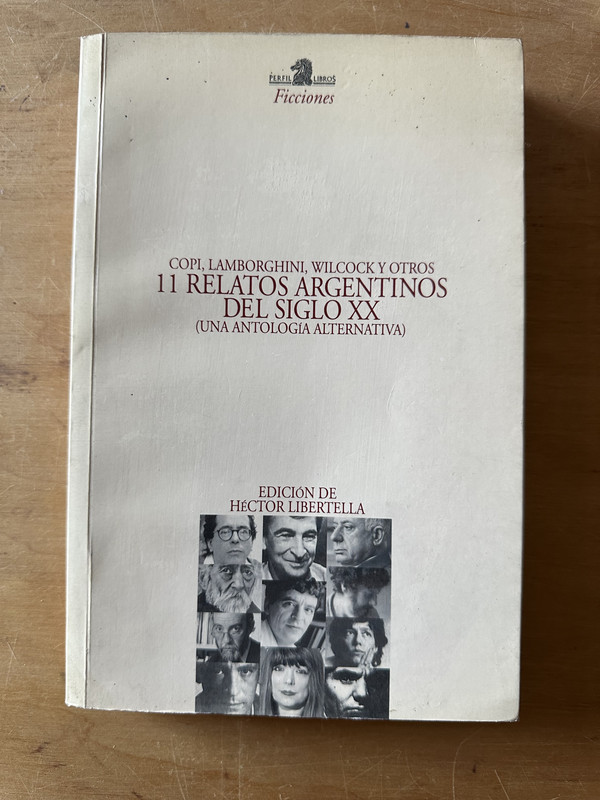 PERFIL LIBROS
Ficciones
COPI, LAMBORGHINI, WILCOCK Y OTROS
11 RELATOS ARGENTINOS
DEL SIGLO XX
(UNA ANTOLOGÍA ALTERNATIVA)
EDICIÓN DE
HÉCTOR LIBERTELLA